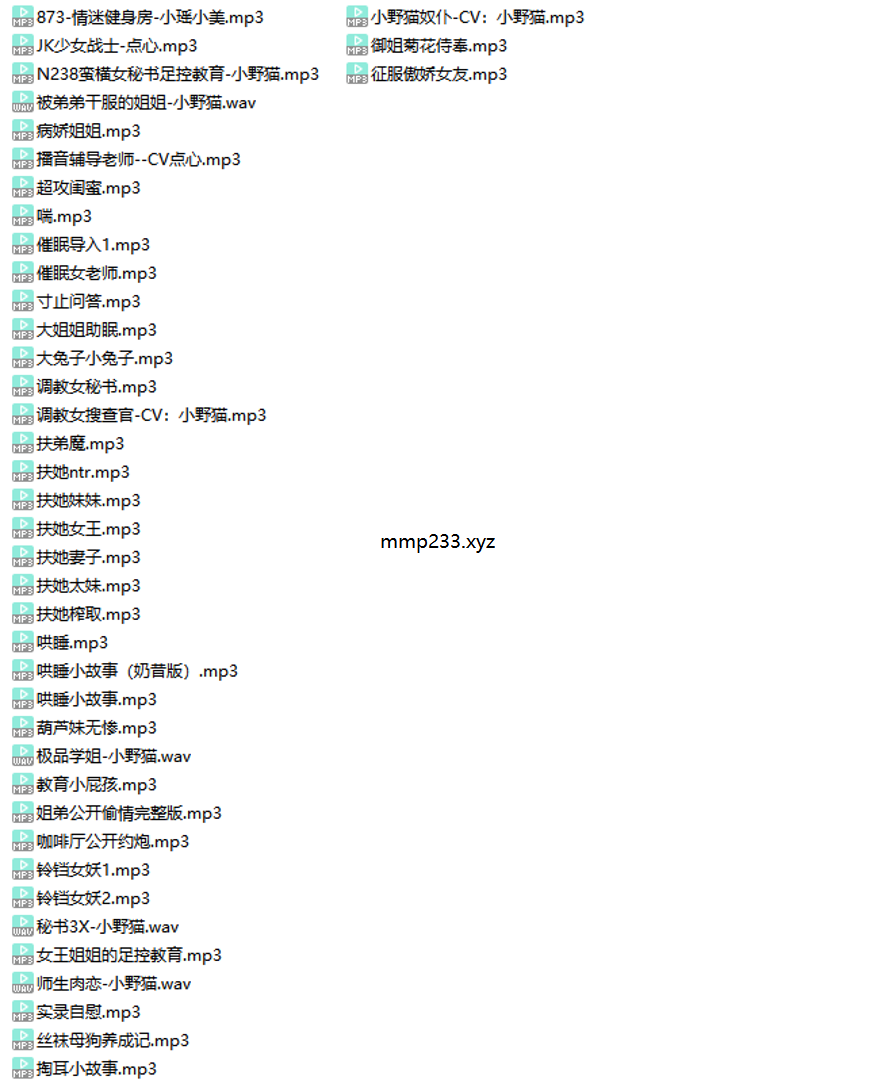 873-情迷健身房-小瑶小美.mp3
JK少女战士-点心.mp3
N238蛮横女秘书足控教育-小野猫.mp3
被弟弟干服的姐姐-小野猫.wav
病娇姐姐.mp3
播音辅导老师--CV点心.mp3
超攻闺蜜.mp3
喘.mp3
催眠导入1.mp3
催眠女老师.mp3
寸止问答.mp3
大姐姐助眠.mp3
大兔子小兔子.mp3
调教女秘书.mp3
调教女搜查官-CV：小野猫.mp3
扶弟魔.mp3
扶她ntr.mp3
扶她妹妹.mp3
扶她女王.mp3
扶她妻子.mp3
扶她太妹.mp3
扶她榨取.mp3
哄睡.mp3
哄睡小故事（奶昔版）.mp3
哄睡小故事.mp3
葫芦妹无惨.mp3
极品学姐-小野猫.wav
教育小屁孩.mp3
姐弟公开偷情完整版.mp3
咖啡厅公开约炮.mp3
铃铛女妖1.mp3
铃铛女妖2.mp3
秘书3X-小野猫.wav
女王姐姐的足控教育.mp3
师生肉恋-小野猫.wav
实录自慰.mp3
丝袜母狗养成记.mp3
掏耳小故事.mp3
小野猫奴仆-CV：小野猫.mp3
御姐菊花侍奉.mp3
征服傲娇女友.mp3
mmp233.xyz